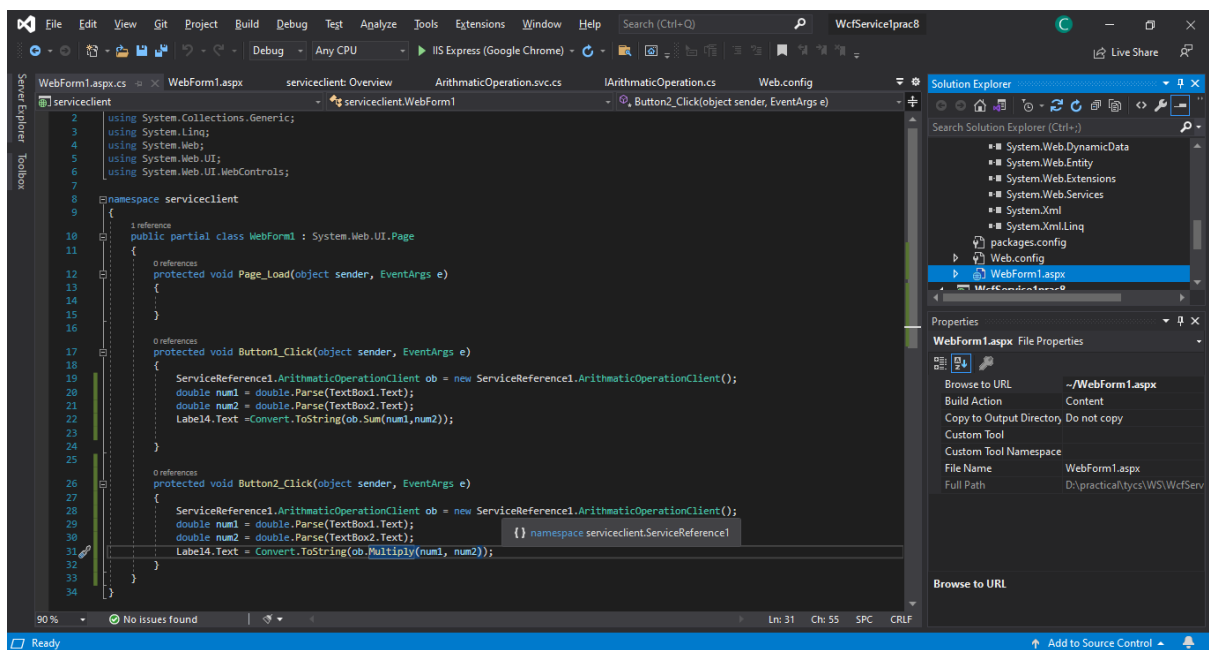 File Edit View Git Project Build Debug Test Analyze Tools Extensions Window Help Search (Ctrl+Q) WcfService1prac8 C
Debug Any CPU IIS Express (Google Chrome) Live Share
Server Explorer
Toolbox
WebForm1.aspx.cs WebForm1.aspx serviceclient: Overview ArithmaticOperation.svc.cs IArithmaticOperation.cs Web.config
serviceclient serviceclient.WebForm1 Button2_Click(object sender, EventArgs e)
2 using System.Collections.Generic;
3 using System.Linq;
4 using System.Web;
5 using System.Web.UI;
6 using System.Web.UI.WebControls;
7
8 namespace serviceclient
9 {
1 reference
10 public partial class WebForm1 : System.Web.UI.Page
11 {
0 references
12 protected void Page_Load(object sender, EventArgs e)
13 {
14
15 }
16
0 references
17 protected void Button1_Click(object sender, EventArgs e)
18 {
19 ServiceReference1.ArithmaticOperationClient ob = new ServiceReference1.ArithmaticOperationClient();
20 double num1 = double.Parse(TextBox1.Text);
21 double num2 = double.Parse(TextBox2.Text);
22 Label4.Text =Convert.ToString(ob.Sum(num1,num2));
23
24 }
25
0 references
26 protected void Button2_Click(object sender, EventArgs e)
27 {
28 ServiceReference1.ArithmaticOperationClient ob = new ServiceReference1.ArithmaticOperationClient();
29 double num1 = double.Parse(TextBox1.Text);
30 double num2 = double.Parse(TextBox2.Text);
{} namespace serviceclient.ServiceReference1
31 Label4.Text = Convert.ToString(ob.Multiply(num1, num2));
32 }
33 }
34 }
90 % No issues found Ln: 31 Ch: 55 SPC CRLF
Solution Explorer
Search Solution Explorer (Ctrl+;)
System.Web.DynamicData
System.Web.Entity
System.Web.Extensions
System.Web.Services
System.Xml
System.Xml.Linq
packages.config
Web.config
WebForm1.aspx
WcfService1prac8
Properties
WebForm1.aspx File Properties
Browse to URL ~/WebForm1.aspx
Build Action Content
Copy to Output Directory Do not copy
Custom Tool
Custom Tool Namespace
File Name WebForm1.aspx
Full Path D:\practical\tycs\WS\WcfServ
Browse to URL
Ready Add to Source Control